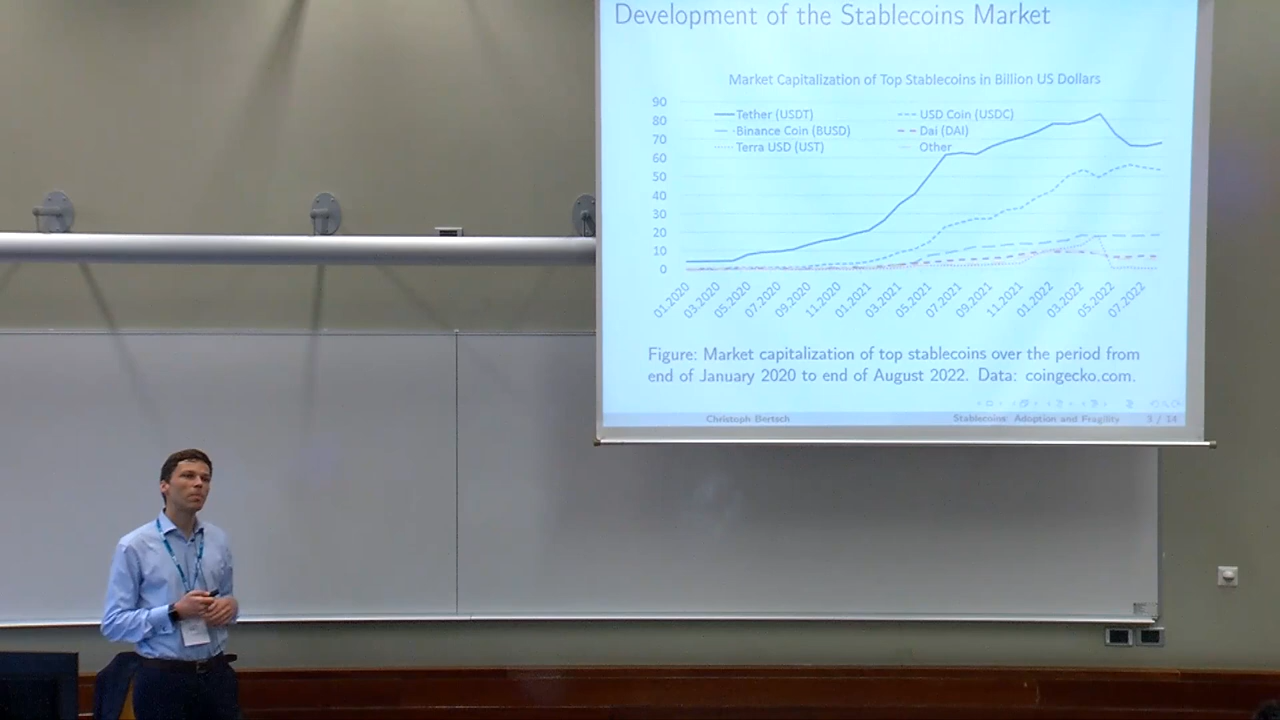 Development of the Stablecoins Market
Market Capitalization of Top Stablecoins in Billion US Dollars
90
80
70
60
50
40
30
20
10
0
Tether (USDT)
USD Coin (USDC)
Binance Coin (BUSD)
Dai (DAI)
Terra USD (UST)
Other
01.2020
03.2020
05.2020
07.2020
09.2020
11.2020
01.2021
03.2021
05.2021
07.2021
09.2021
11.2021
01.2022
03.2022
05.2022
07.2022
Figure: Market capitalization of top stablecoins over the period from
end of January 2020 to end of August 2022. Data: coingecko.com.
Christoph Bertsch
Stablecoins: Adoption and Fragility
3 / 14